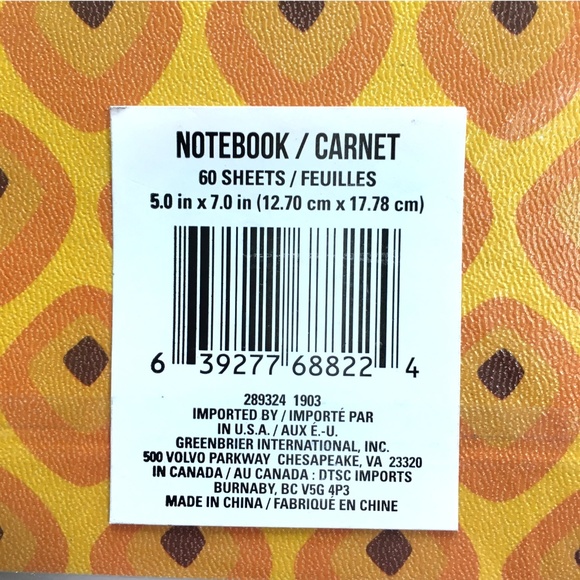 NOTEBOOK / CARNET
60 SHEETS / FEUILLES
5.0 in x 7.0 in (12.70 cm x 17.78 cm)
6 39277 68822 4
289324 1903
IMPORTED BY / IMPORTÉ PAR
IN U.S.A. / AUX É.-U.
GREENBRIER INTERNATIONAL, INC.
500 VOLVO PARKWAY CHESAPEAKE, VA 23320
IN CANADA / AU CANADA : DTSC IMPORTS
BURNABY, BC V5G 4P3
MADE IN CHINA / FABRIQUÉ EN CHINE